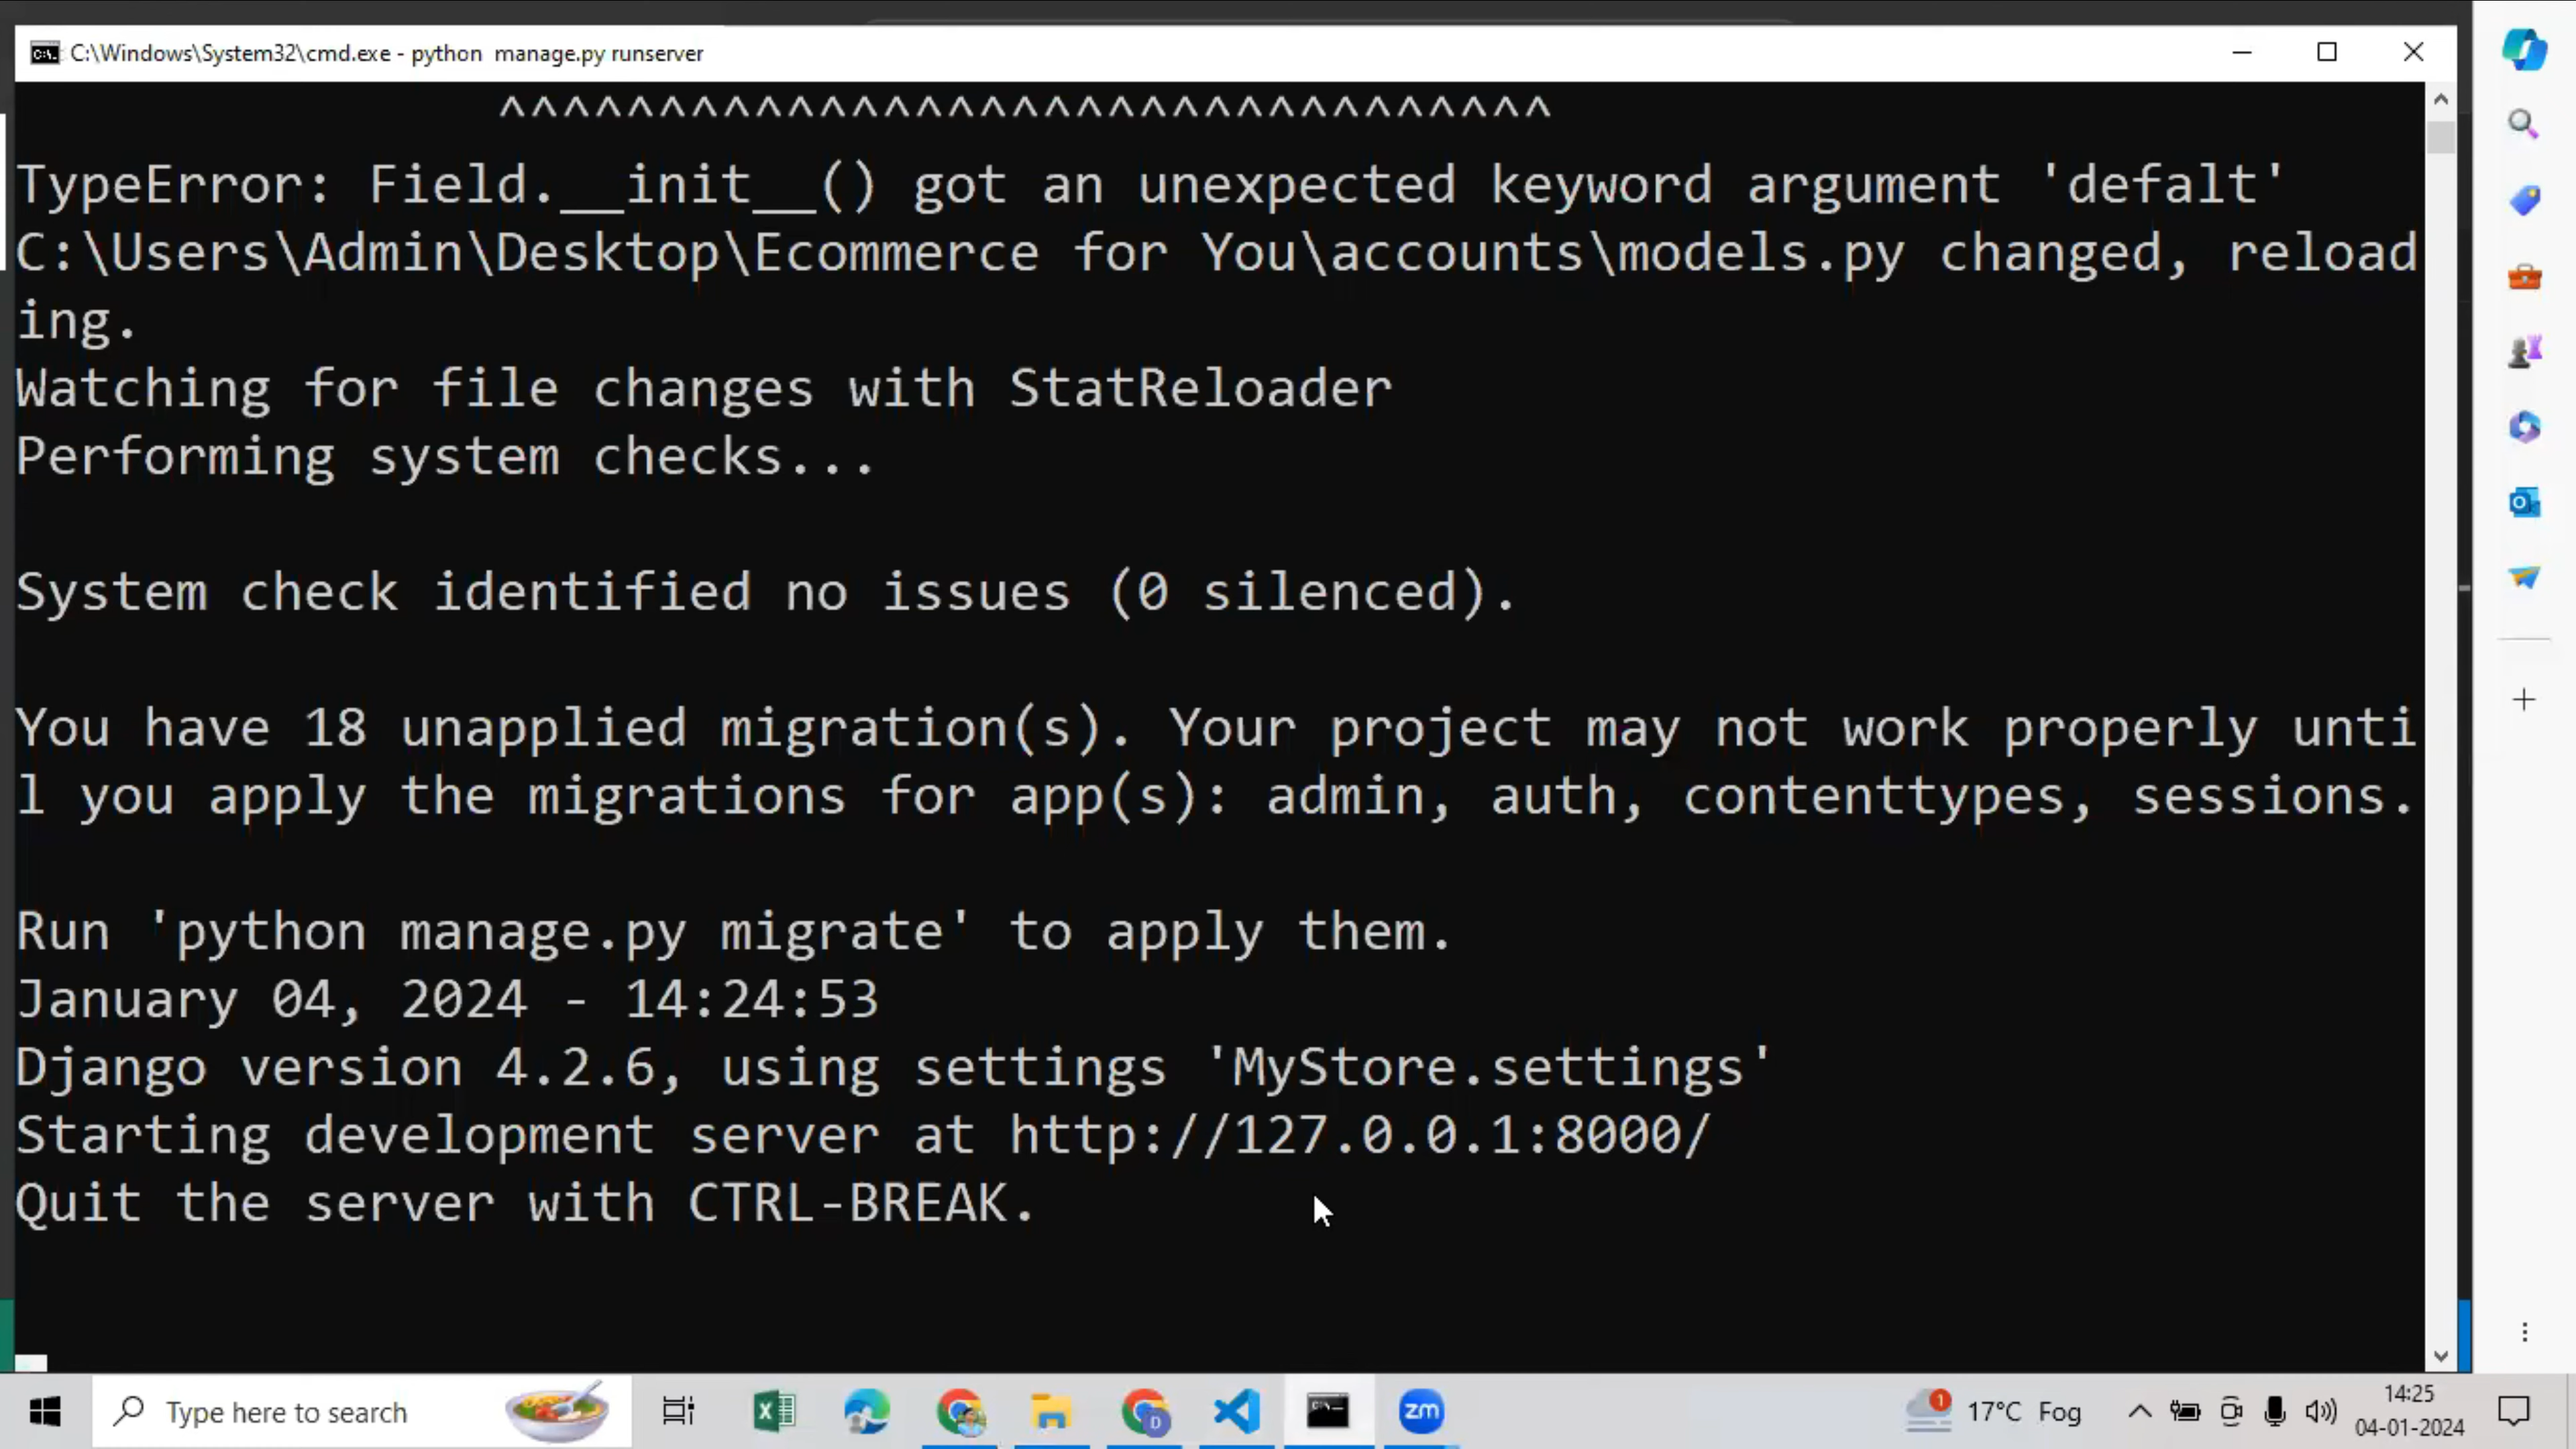 C:\Windows\System32\cmd.exe - python  manage.py runserver
^^^^^^^^^^^^^^^^^^^^^^^^^^^^^^^^^
TypeError: Field.__init__() got an unexpected keyword argument 'defalt'
C:\Users\Admin\Desktop\Ecommerce for You\accounts\models.py changed, reload
ing.
Watching for file changes with StatReloader
Performing system checks...
System check identified no issues (0 silenced).
You have 18 unapplied migration(s). Your project may not work properly unti
l you apply the migrations for app(s): admin, auth, contenttypes, sessions.
Run 'python manage.py migrate' to apply them.
January 04, 2024 - 14:24:53
Django version 4.2.6, using settings 'MyStore.settings'
Starting development server at http://127.0.0.1:8000/
Quit the server with CTRL-BREAK.
Type here to search
zm
D
1
17°C Fog
14:25
04-01-2024